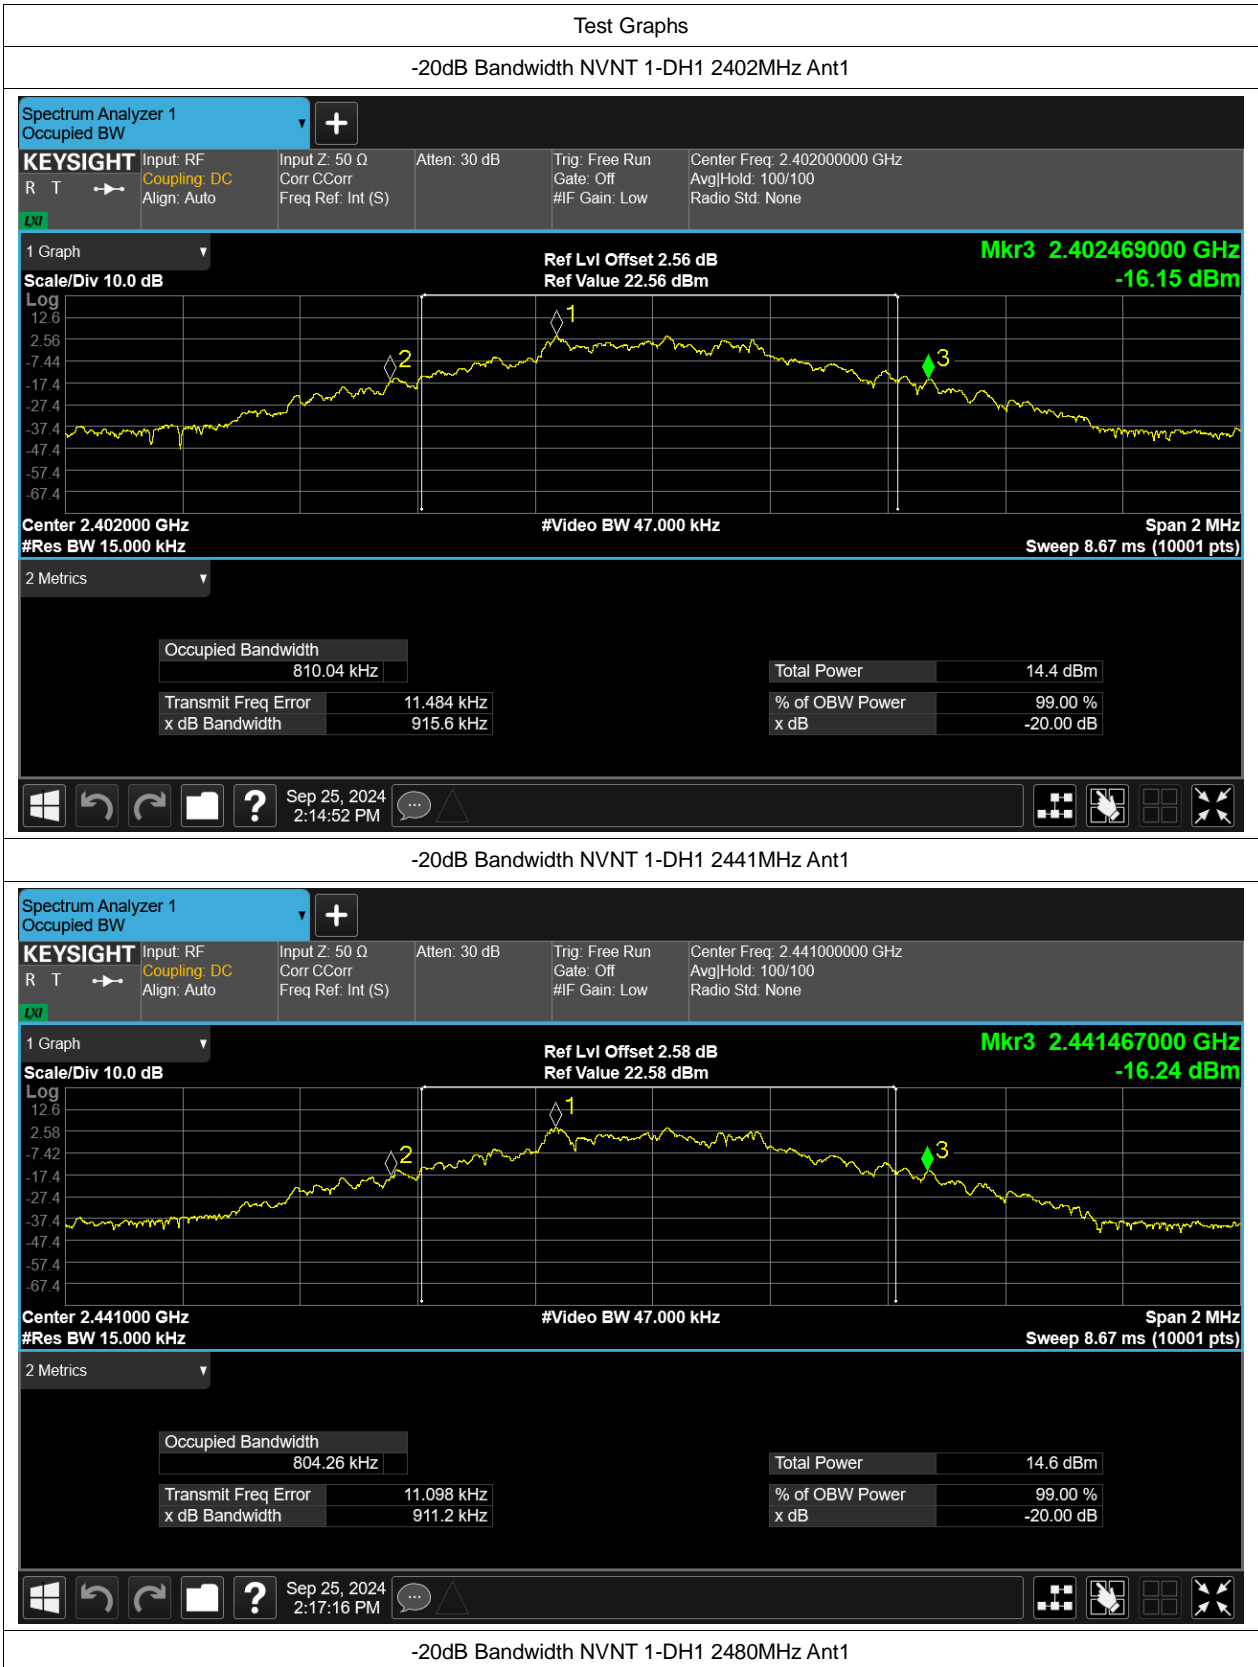 Test Graphs
-20dB Bandwidth NVNT 1-DH1 2402MHz Ant1
Spectrum Analyzer 1
Occupied BW
KEYSIGHT Input: RF Input Z: 50 Ω Atten: 30 dB Trig: Free Run Center Freq: 2.402000000 GHz
R T Coupling: DC Corr CCorr Gate: Off Avg|Hold: 100/100
Align: Auto Freq Ref: Int (S) #IF Gain: Low Radio Std: None
LXI
1 Graph Ref Lvl Offset 2.56 dB Mkr3 2.402469000 GHz
Scale/Div 10.0 dB Ref Value 22.56 dBm -16.15 dBm
Log
12.6
2.56
-7.44
-17.4
-27.4
-37.4
-47.4
-57.4
-67.4
1
2
3
Center 2.402000 GHz #Video BW 47.000 kHz Span 2 MHz
#Res BW 15.000 kHz Sweep 8.67 ms (10001 pts)
2 Metrics
Occupied Bandwidth
810.04 kHz Total Power 14.4 dBm
Transmit Freq Error 11.484 kHz % of OBW Power 99.00 %
x dB Bandwidth 915.6 kHz x dB -20.00 dB
Sep 25, 2024
2:14:52 PM
-20dB Bandwidth NVNT 1-DH1 2441MHz Ant1
Spectrum Analyzer 1
Occupied BW
KEYSIGHT Input: RF Input Z: 50 Ω Atten: 30 dB Trig: Free Run Center Freq: 2.441000000 GHz
R T Coupling: DC Corr CCorr Gate: Off Avg|Hold: 100/100
Align: Auto Freq Ref: Int (S) #IF Gain: Low Radio Std: None
LXI
1 Graph Ref Lvl Offset 2.58 dB Mkr3 2.441467000 GHz
Scale/Div 10.0 dB Ref Value 22.58 dBm -16.24 dBm
Log
12.6
2.58
-7.42
-17.4
-27.4
-37.4
-47.4
-57.4
-67.4
1
2
3
Center 2.441000 GHz #Video BW 47.000 kHz Span 2 MHz
#Res BW 15.000 kHz Sweep 8.67 ms (10001 pts)
2 Metrics
Occupied Bandwidth
804.26 kHz Total Power 14.6 dBm
Transmit Freq Error 11.098 kHz % of OBW Power 99.00 %
x dB Bandwidth 911.2 kHz x dB -20.00 dB
Sep 25, 2024
2:17:16 PM
-20dB Bandwidth NVNT 1-DH1 2480MHz Ant1